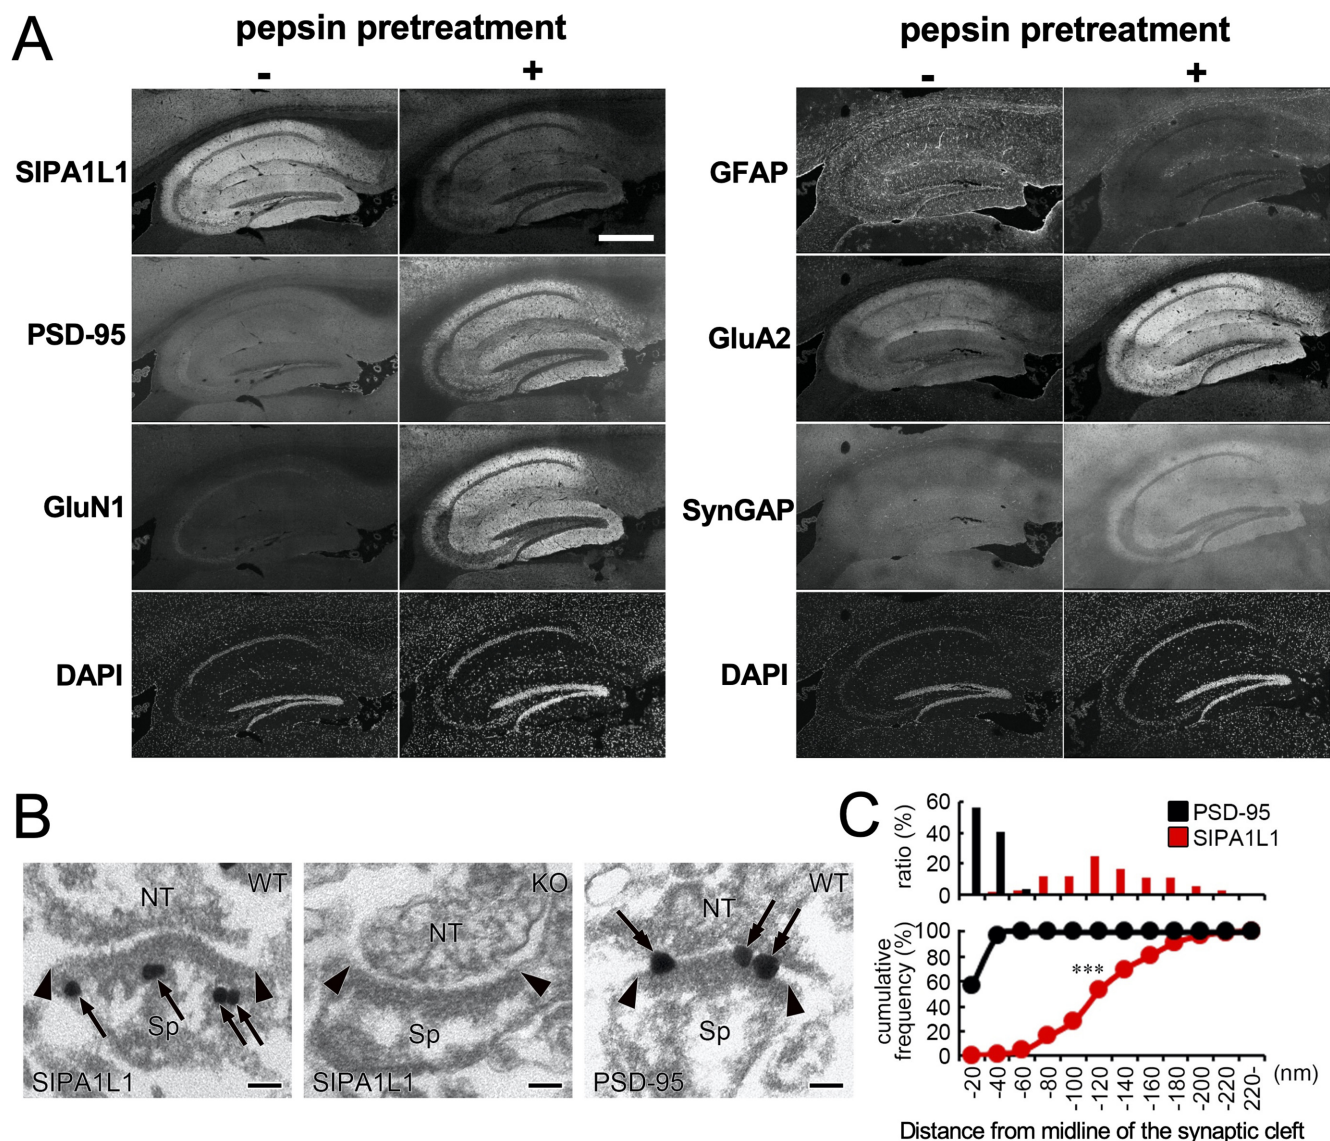 A
pepsin pretreatment
- +
SIPA1L1
PSD-95
GluN1
DAPI
pepsin pretreatment
- +
GFAP
GluA2
SynGAP
DAPI
B
NT WT
Sp
SIPA1L1
KO
NT
Sp
SIPA1L1
WT
NT
Sp
PSD-95
C
ratio (%)
60
40
20
0
PSD-95
SIPA1L1
cumulative
frequency (%)
100
80
60
40
20
0
***
-20
-40
-60
-80
-100
-120
-140
-160
-180
-200
-220
220-
(nm)
Distance from midline of the synaptic cleft